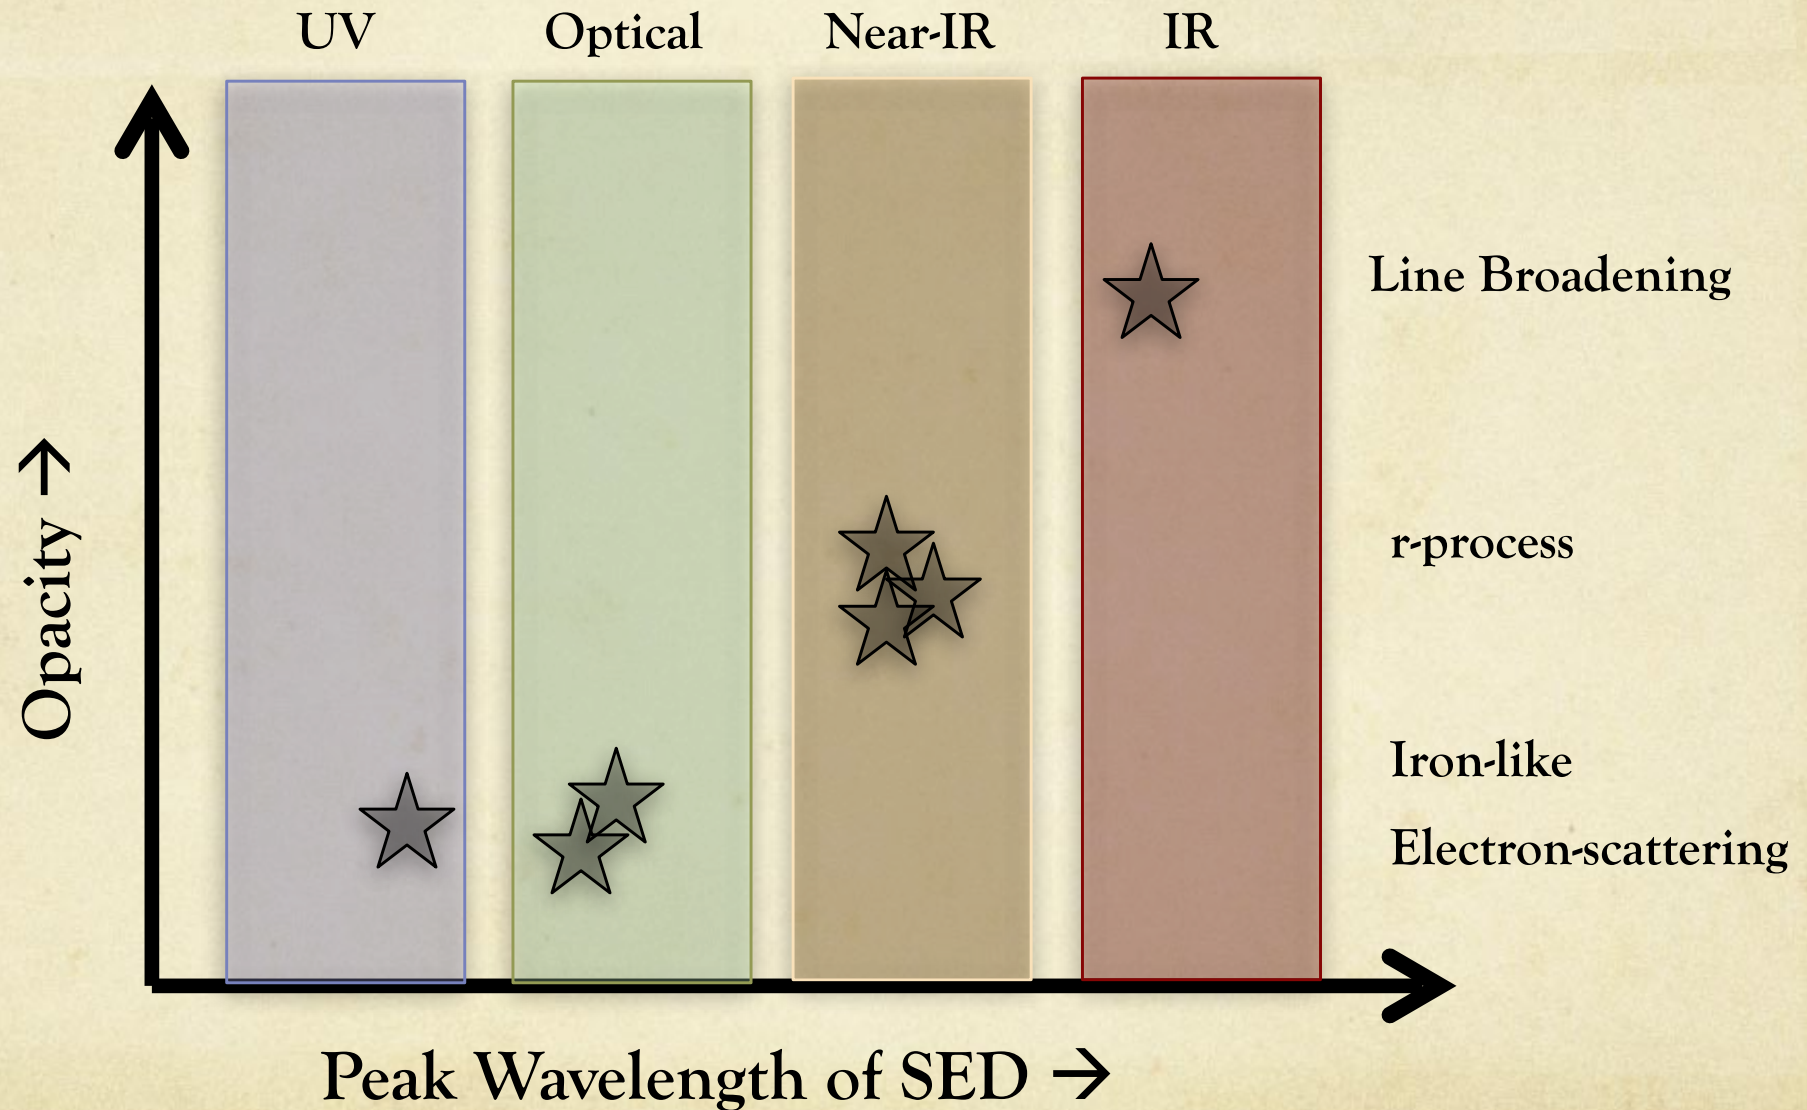 UV Optical Near-IR IR
Line Broadening
r-process
Iron-like
Electron-scattering
Opacity →
Peak Wavelength of SED →